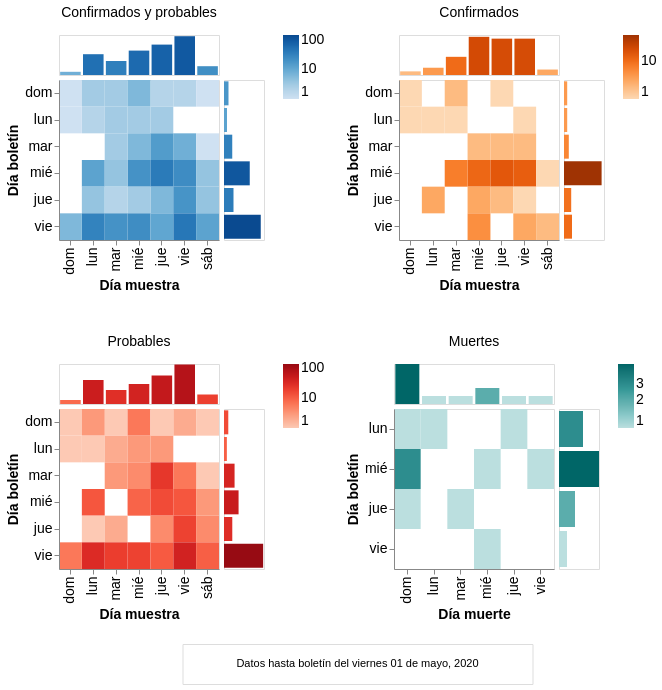 Confirmados y probables
100
10
1
Día boletín
dom
lun
mar
mié
jue
vie
dom
lun
mar
mié
jue
vie
sáb
Día muestra
Confirmados
10
1
Día boletín
dom
lun
mar
mié
jue
vie
dom
lun
mar
mié
jue
vie
sáb
Día muestra
Probables
100
10
1
Día boletín
dom
lun
mar
mié
jue
vie
dom
lun
mar
mié
jue
vie
sáb
Día muestra
Muertes
3
2
1
Día boletín
lun
mié
jue
vie
dom
lun
mar
mié
jue
vie
Día muerte
Datos hasta boletín del viernes 01 de mayo, 2020